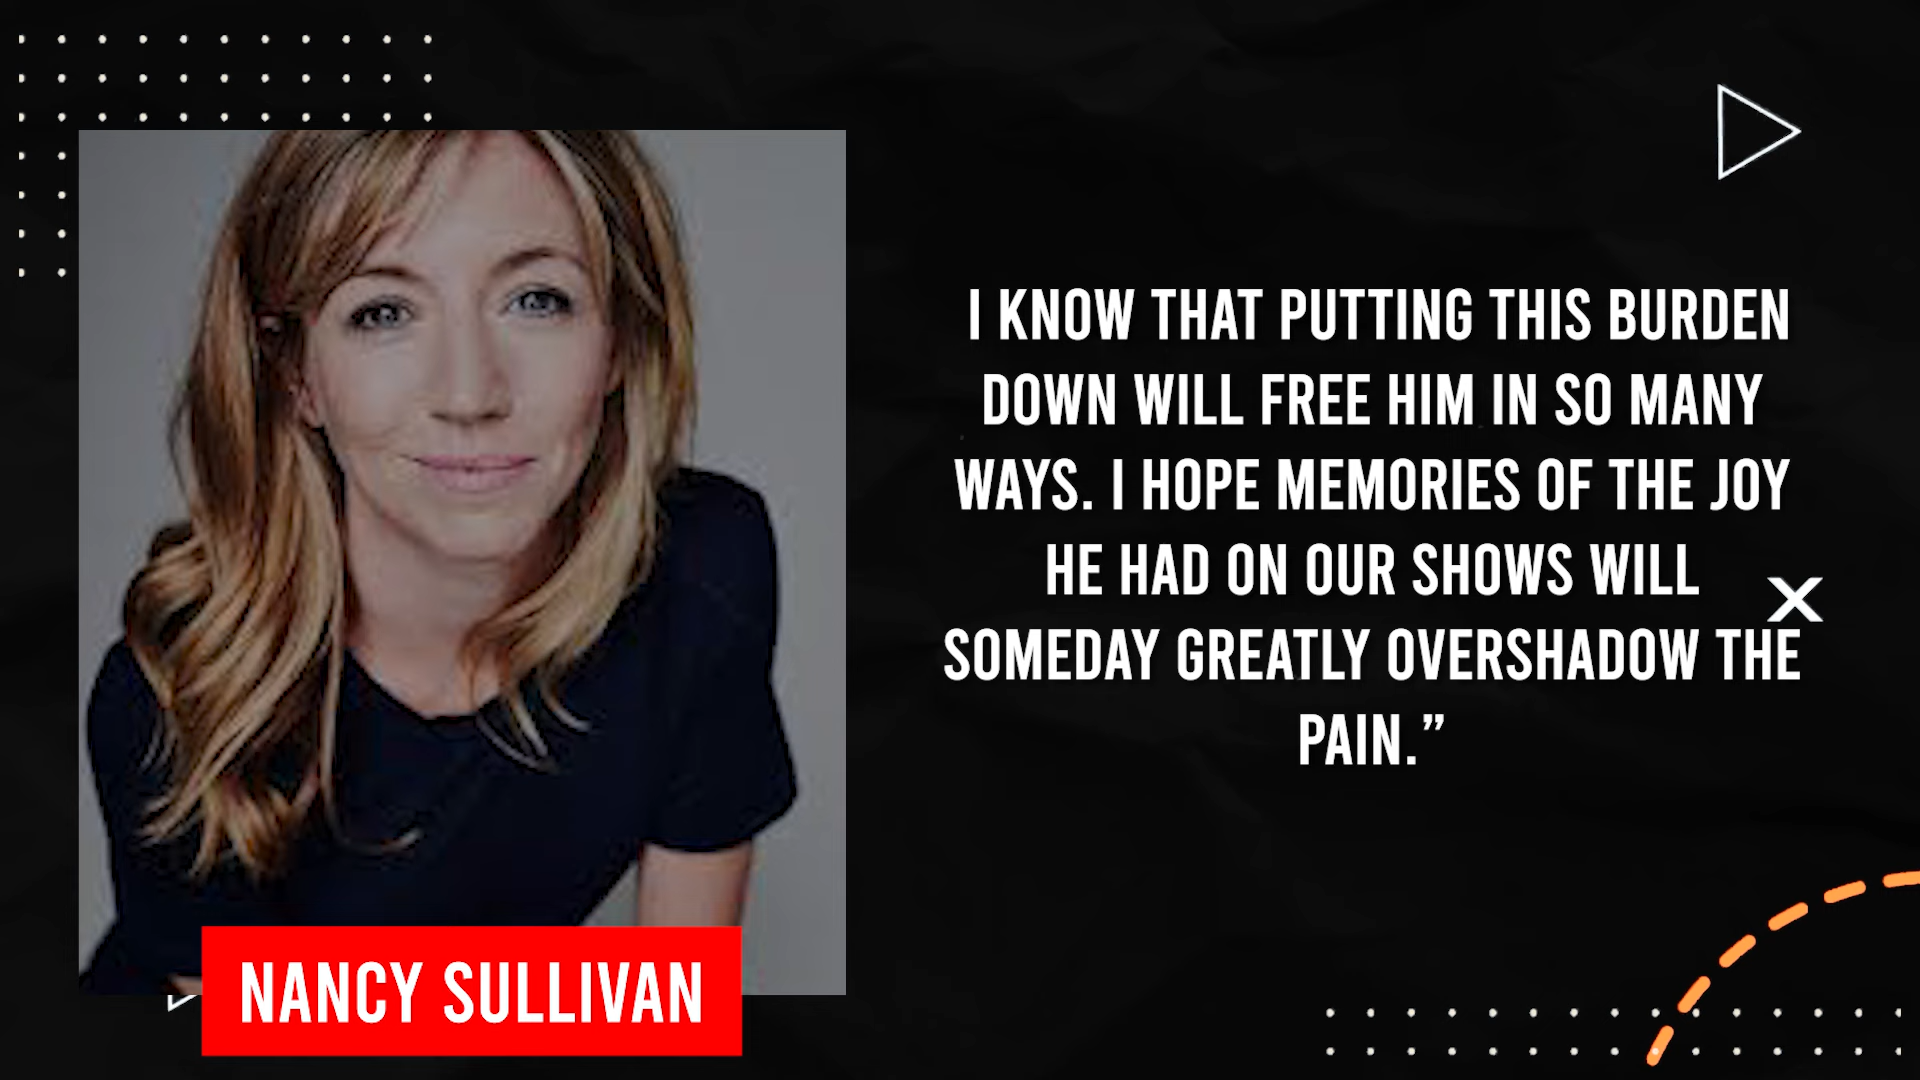 I KNOW THAT PUTTING THIS BURDEN
DOWN WILL FREE HIM IN SO MANY
WAYS. I HOPE MEMORIES OF THE JOY
HE HAD ON OUR SHOWS WILL
SOMEDAY GREATLY OVERSHADOW THE
PAIN.”
NANCY SULLIVAN